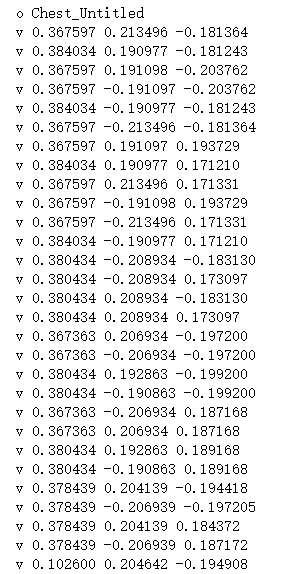 o Chest_Untitled
v 0.367597 0.213496 -0.181364
v 0.384034 0.190977 -0.181243
v 0.367597 0.191098 -0.203762
v 0.367597 -0.191097 -0.203762
v 0.384034 -0.190977 -0.181243
v 0.367597 -0.213496 -0.181364
v 0.367597 0.191097 0.193729
v 0.384034 0.190977 0.171210
v 0.367597 0.213496 0.171331
v 0.367597 -0.191098 0.193729
v 0.367597 -0.213496 0.171331
v 0.384034 -0.190977 0.171210
v 0.380434 -0.208934 -0.183130
v 0.380434 -0.208934 0.173097
v 0.380434 0.208934 -0.183130
v 0.380434 0.208934 0.173097
v 0.367363 0.206934 -0.197200
v 0.367363 -0.206934 -0.197200
v 0.380434 0.192863 -0.199200
v 0.380434 -0.190863 -0.199200
v 0.367363 -0.206934 0.187168
v 0.367363 0.206934 0.187168
v 0.380434 0.192863 0.189168
v 0.380434 -0.190863 0.189168
v 0.378439 0.204139 -0.194418
v 0.378439 -0.206939 -0.197205
v 0.378439 0.204139 0.184372
v 0.378439 -0.206939 0.187172
v 0.102600 0.204642 -0.194908